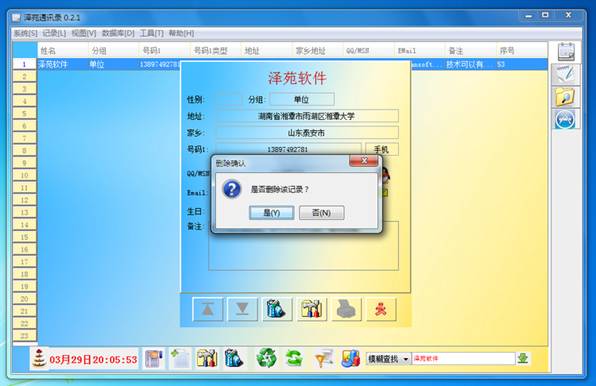 泽苑通讯录 0.2.1
系统[S] 记录[L] 视图[V] 数据库[D] 工具[T] 帮助[H]
姓名 分组 号码1 号码1类型 地址 家乡地址 QQ/MSN EMail 备注 序号
1 泽苑软件 单位 13897492781 ansoft... 技术可以有... 53
2
3
4
5
6
7
8
9
10
11
12
13
14
15
16
17
18
19
20
21
22
23
泽苑软件
性别: 分组: 单位
地址: 湖南省湘潭市雨湖区湘潭大学
家乡: 山东泰安市
号码1: 13897492781 手机
QQ/MSN
Email:
生日:
备注:
删除确认
是否删除该记录？
是(Y) 否(N)
03月29日20:05:53
模糊查找 泽苑软件